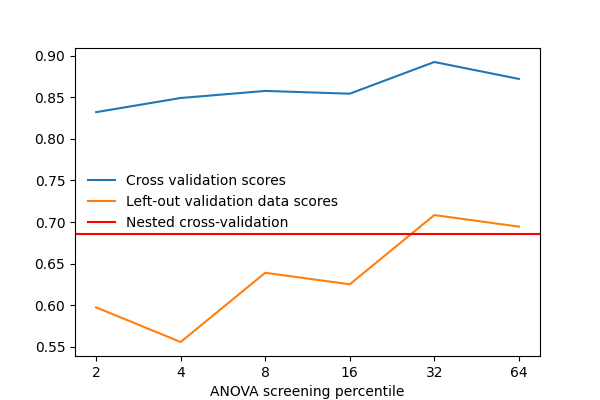 0.90
0.85
0.80
0.75
0.70
0.65
0.60
0.55
Cross validation scores
Left-out validation data scores
Nested cross-validation
2 4 8 16 32 64
ANOVA screening percentile